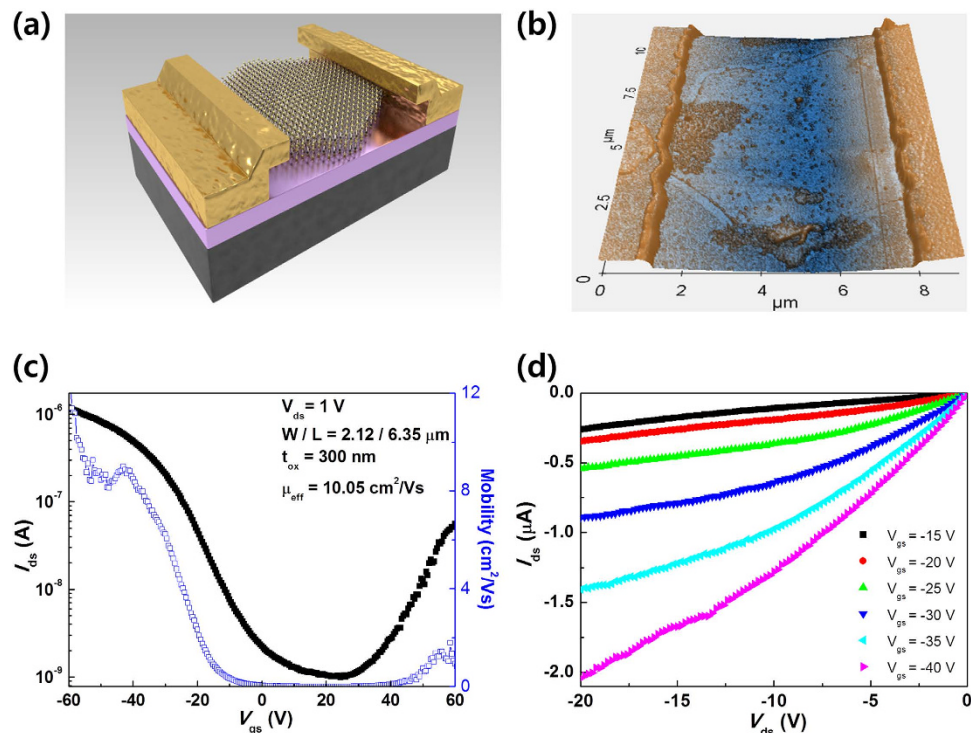 (a)
(b)
10
7.5
5
μm
2.5
0
0 2 4 6 8
μm
(c)
V_ds = 1 V
W / L = 2.12 / 6.35 μm
t_ox = 300 nm
μ_eff = 10.05 cm²/Vs
10⁻⁶
10⁻⁷
10⁻⁸
10⁻⁹
I_ds (A)
12
8
4
0
Mobility (cm²/Vs)
-60 -40 -20 0 20 40 60
V_gs (V)
(d)
0.0
-0.5
-1.0
-1.5
-2.0
I_ds (μA)
V_gs = -15 V
V_gs = -20 V
V_gs = -25 V
V_gs = -30 V
V_gs = -35 V
V_gs = -40 V
-20 -15 -10 -5 0
V_ds (V)